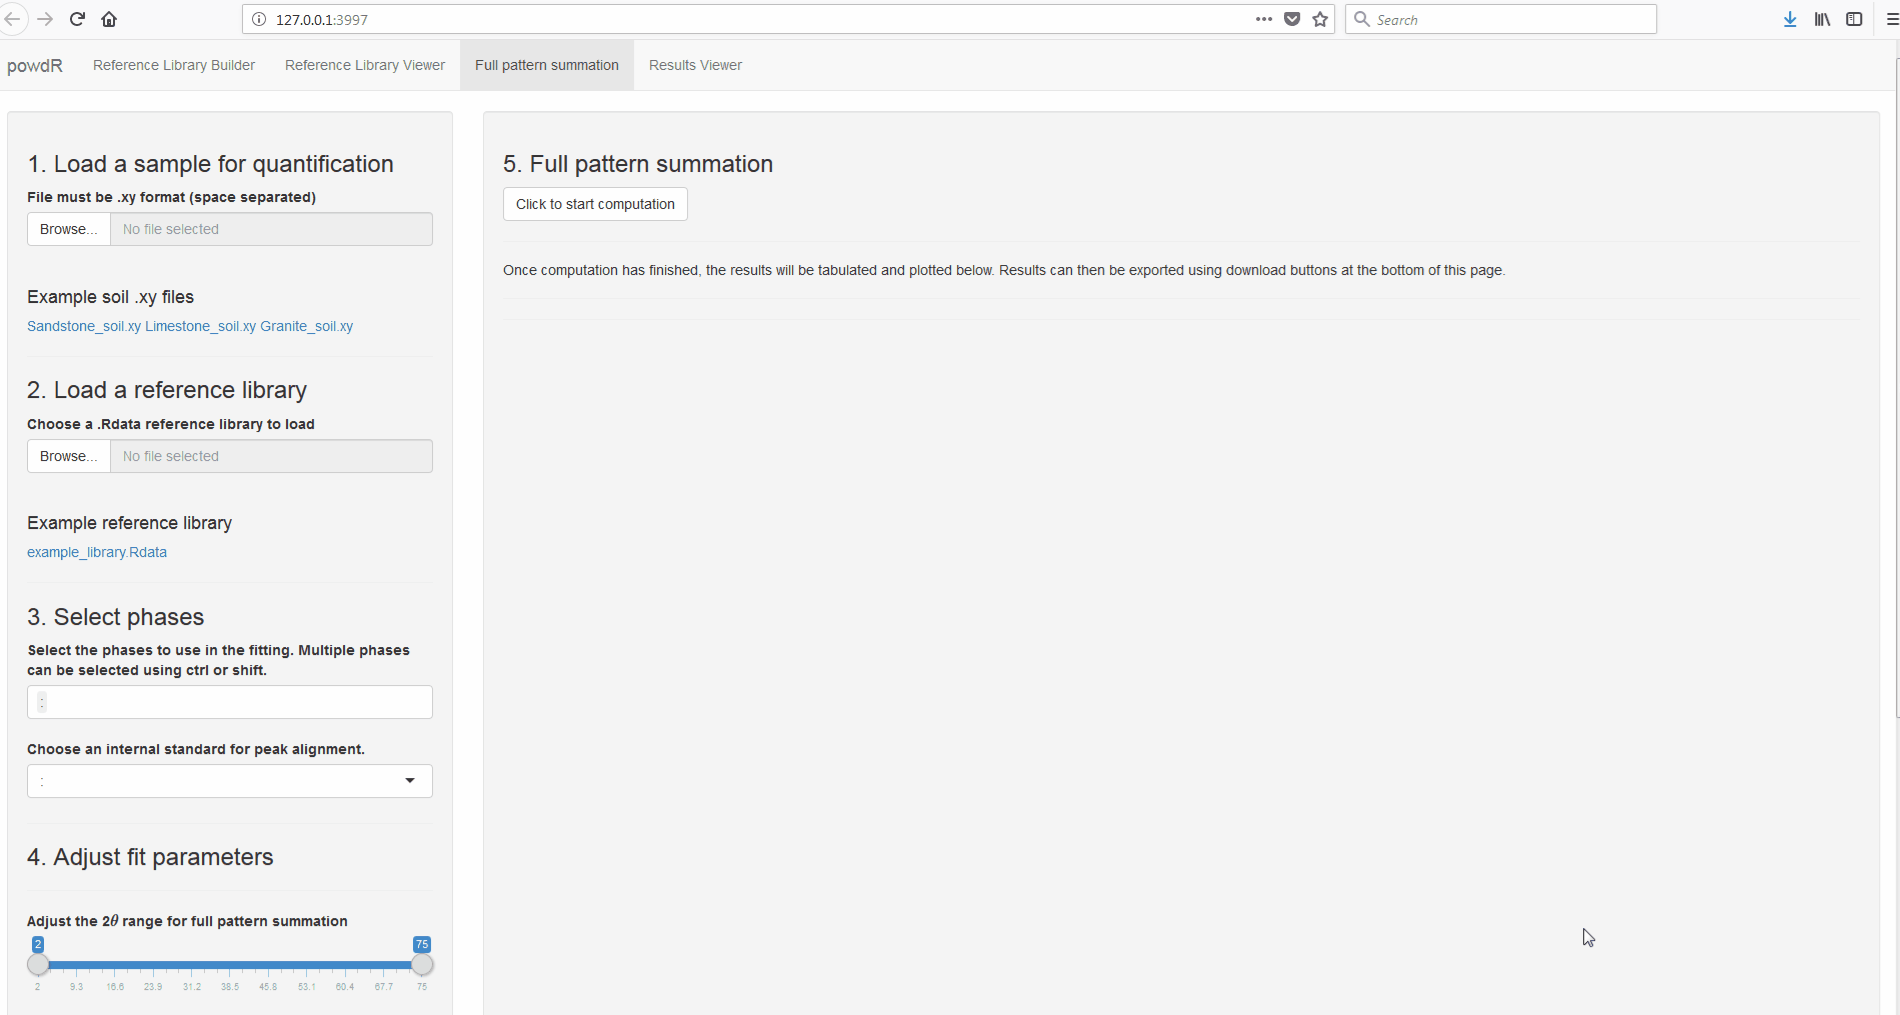 127.0.0.1:3997
Search
powdR Reference Library Builder Reference Library Viewer Full pattern summation Results Viewer
1. Load a sample for quantification
File must be .xy format (space separated)
Browse... No file selected
Example soil .xy files
Sandstone_soil.xy Limestone_soil.xy Granite_soil.xy
2. Load a reference library
Choose a .Rdata reference library to load
Browse... No file selected
Example reference library
example_library.Rdata
3. Select phases
Select the phases to use in the fitting. Multiple phases
can be selected using ctrl or shift.
:
Choose an internal standard for peak alignment.
:
4. Adjust fit parameters
Adjust the 2θ range for full pattern summation
2 75
2 9.3 16.6 23.9 31.2 38.5 45.8 53.1 60.4 67.7 75
5. Full pattern summation
Click to start computation
Once computation has finished, the results will be tabulated and plotted below. Results can then be exported using download buttons at the bottom of this page.